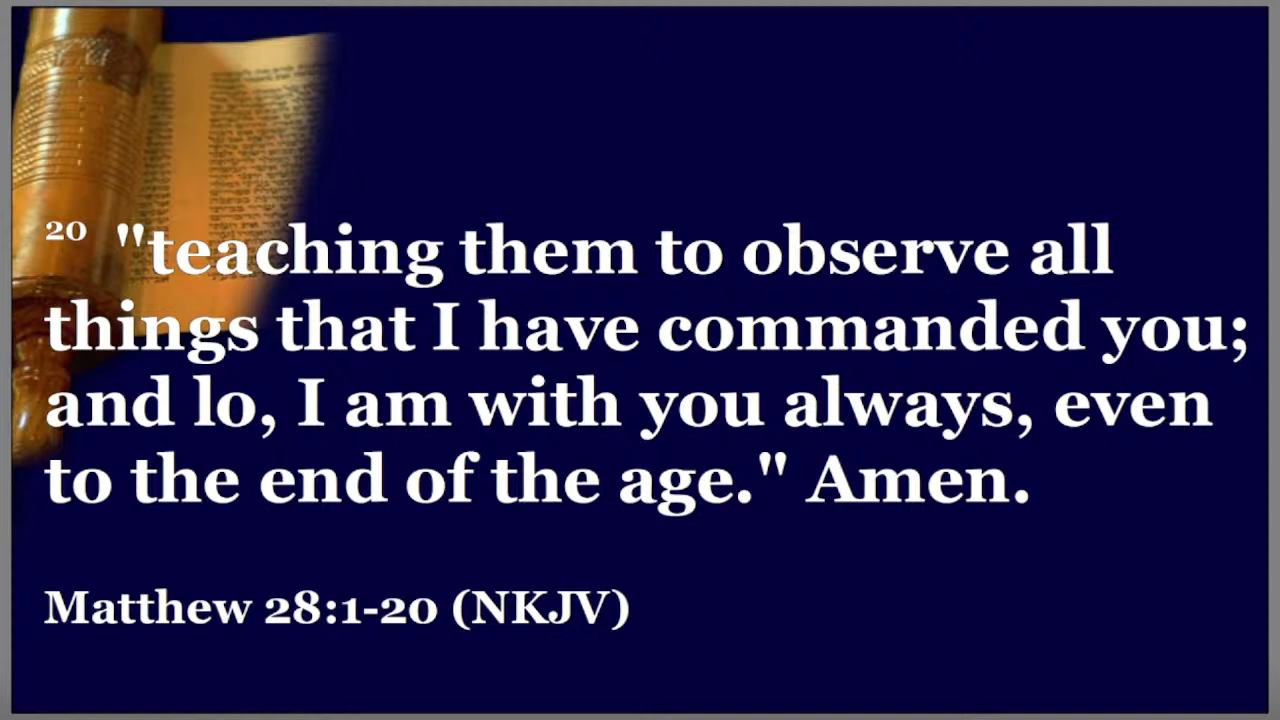 20 "teaching them to observe all
things that I have commanded you;
and lo, I am with you always, even
to the end of the age." Amen.
Matthew 28:1-20 (NKJV)